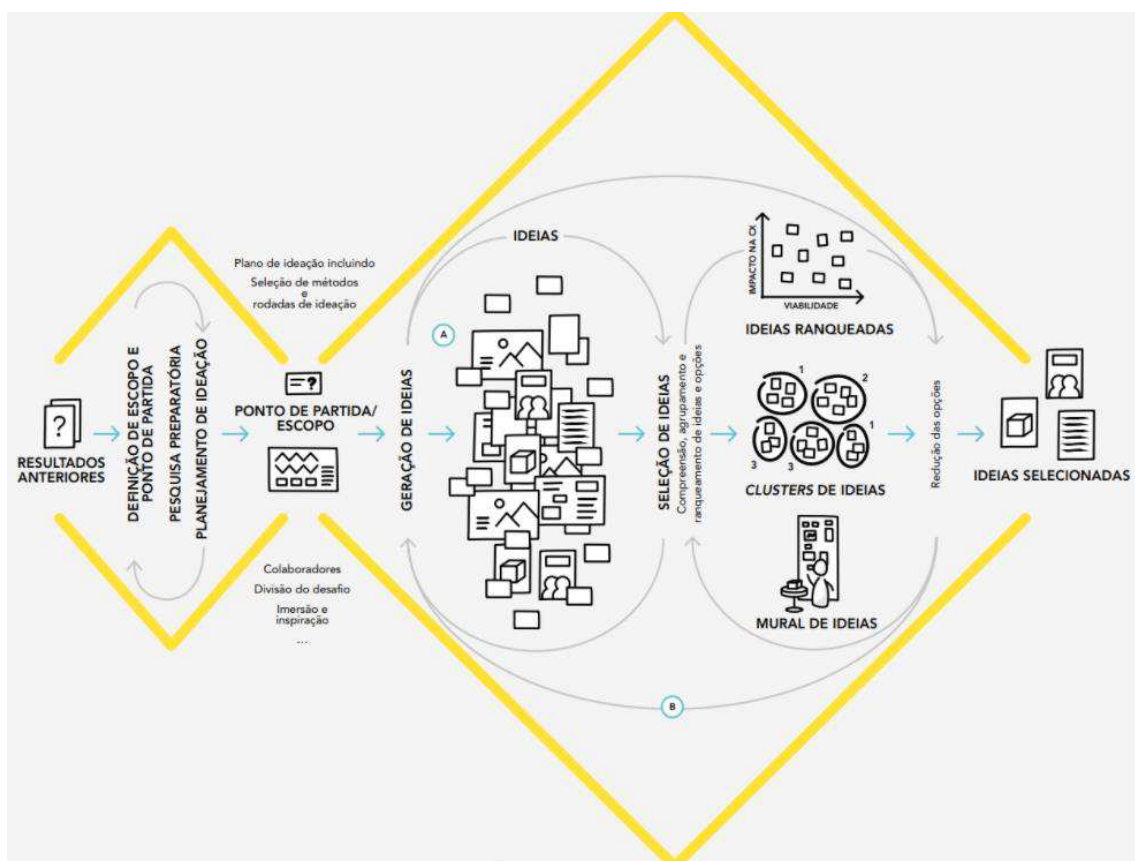 ?
RESULTADOS
ANTERIORES
DEFINIÇÃO DE ESCOPO E
PONTO DE PARTIDA
PESQUISA PREPARATÓRIA
PLANEJAMENTO DE IDEAÇÃO
Plano de ideação incluindo
Seleção de métodos
e
rodadas de ideação
?
PONTO DE PARTIDA/
ESCOPO
Colaboradores
Divisão do desafio
Imersão e
inspiração
...
GERAÇÃO DE IDEIAS
A
IDEIAS
SELEÇÃO DE IDEIAS
Compreensão, agrupamento e
ranqueamento de ideias e opções
IMPACTO NA CX
VIABILIDADE
IDEIAS RANQUEADAS
1
2
1
3
3
CLUSTERS DE IDEIAS
MURAL DE IDEIAS
B
Redução das opções
IDEIAS SELECIONADAS